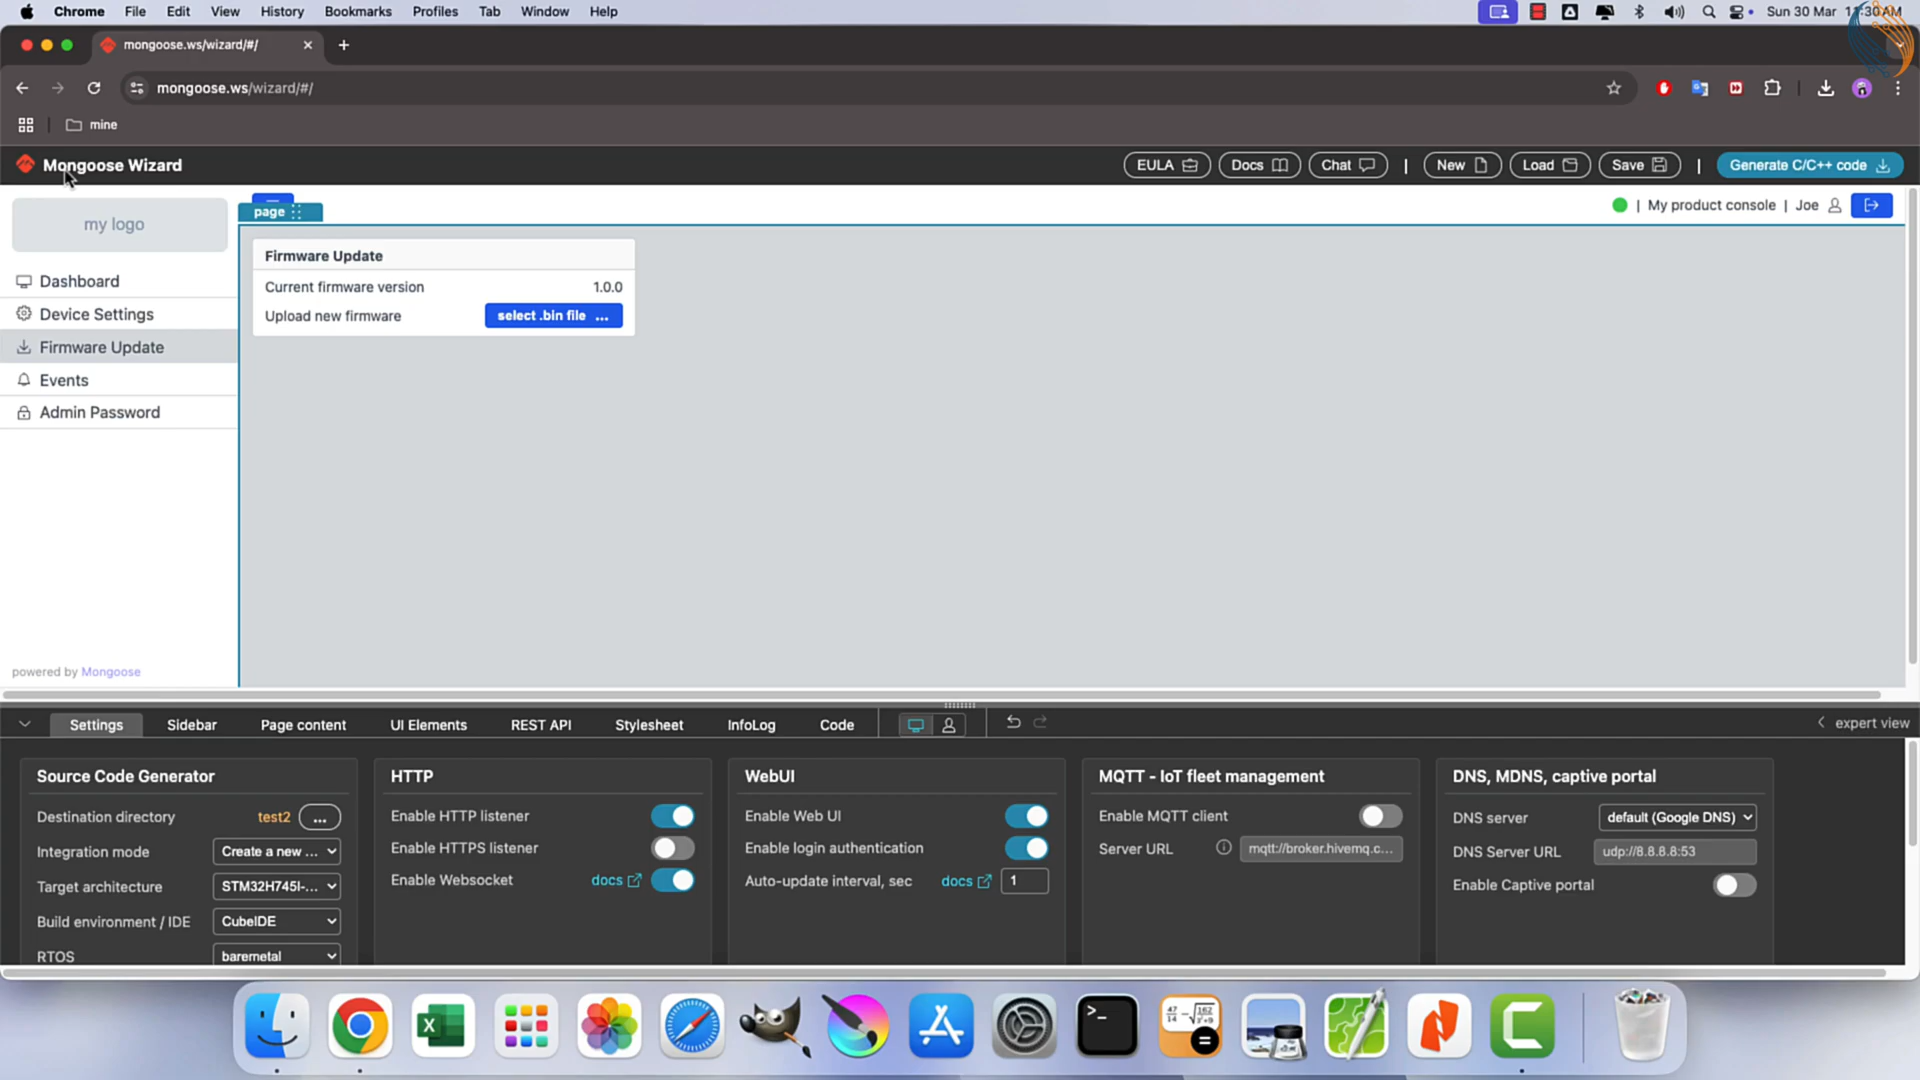 Chrome File Edit View History Bookmarks Profiles Tab Window Help Sun 30 Mar
mongoose.ws/wizard/#/
mongoose.ws/wizard/#/
mine
Mongoose Wizard EULA Docs Chat | New Load Save | Generate C/C++ code
my logo
page | My product console | Joe
Dashboard
Device Settings
Firmware Update
Events
Admin Password
powered by Mongoose
Firmware Update
Current firmware version 1.0.0
Upload new firmware select .bin file ...
Settings Sidebar Page content UI Elements REST API Stylesheet InfoLog Code expert view
Source Code Generator
Destination directory test2 ...
Integration mode Create a new ...
Target architecture STM32H745I-...
Build environment / IDE CubeIDE
RTOS baremetal
HTTP
Enable HTTP listener
Enable HTTPS listener
Enable Websocket docs
WebUI
Enable Web UI
Enable login authentication
Auto-update interval, sec docs 1
MQTT - IoT fleet management
Enable MQTT client
Server URL mqtt://broker.hivemq.c...
DNS, MDNS, captive portal
DNS server default (Google DNS)
DNS Server URL udp://8.8.8.8:53
Enable Captive portal